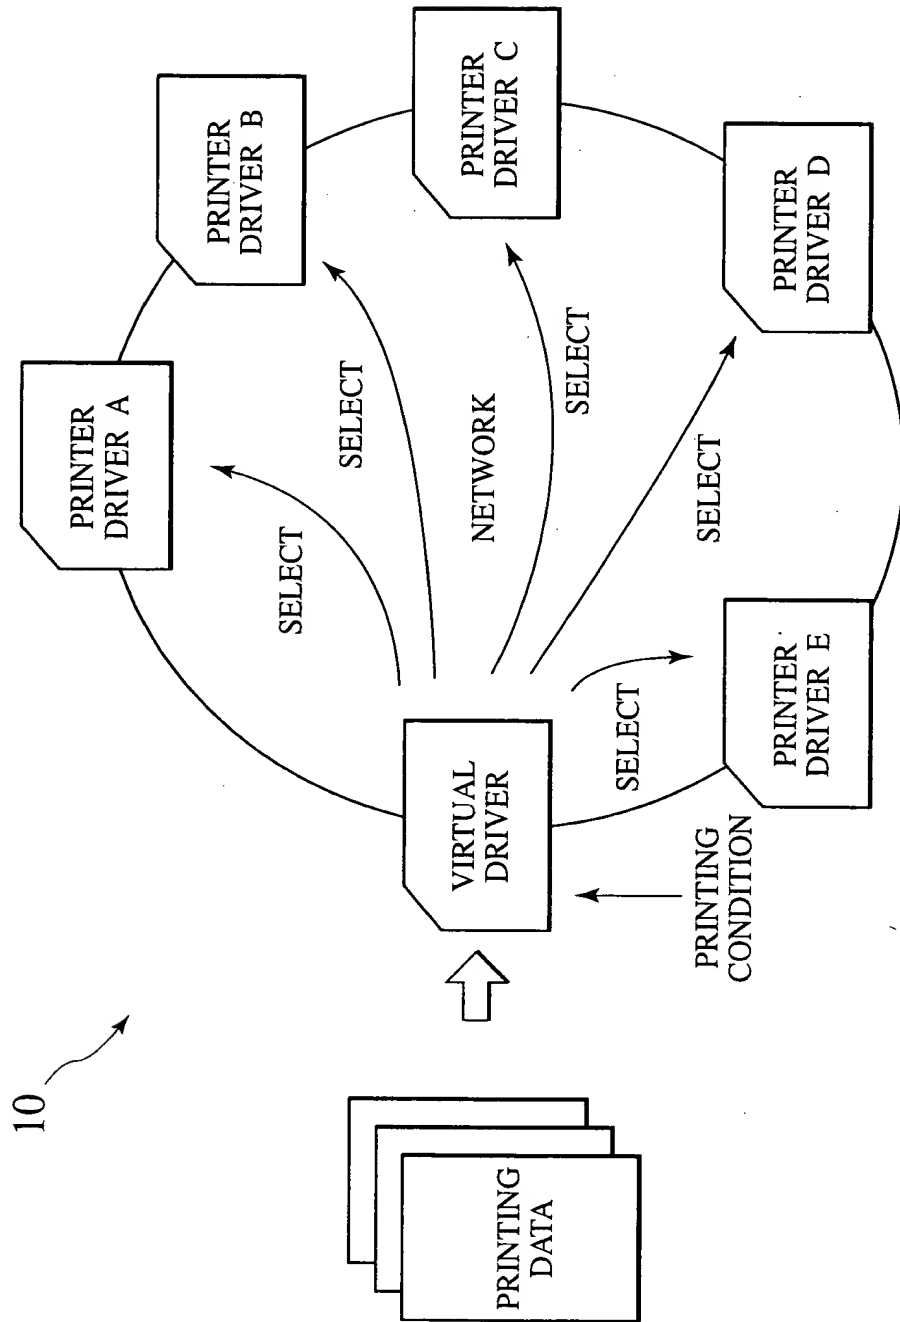 10
PRINTING
DATA
VIRTUAL
DRIVER
PRINTING
CONDITION
PRINTER
DRIVER A
PRINTER
DRIVER B
PRINTER
DRIVER C
PRINTER
DRIVER D
PRINTER
DRIVER E
SELECT
SELECT
NETWORK
SELECT
SELECT
SELECT